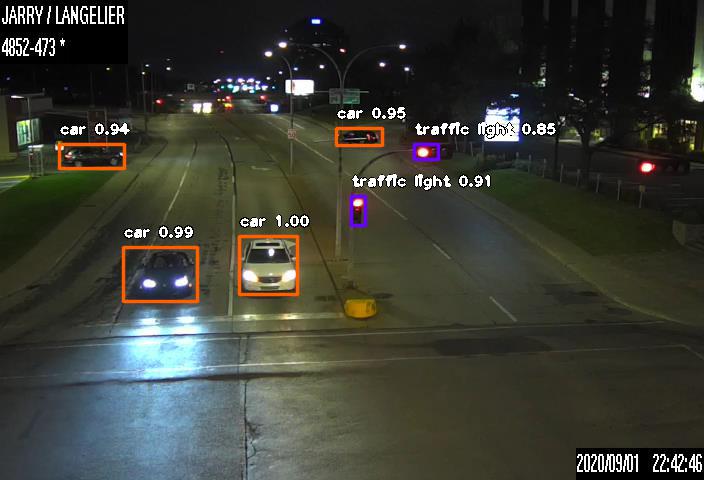 JARRY / LANGELIER
4852-473 *
car 0.95
car 0.94
traffic light 0.85
traffic light 0.91
car 1.00
car 0.99
2020/09/01 22:42:46